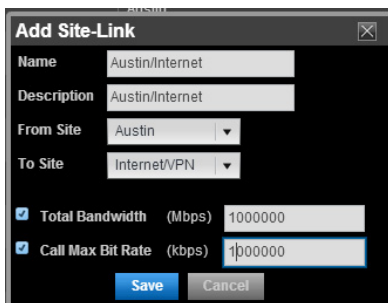 Austin
Add Site-Link
Name Austin/Internet
Description Austin/Internet
From Site Austin
To Site Internet/VPN
Total Bandwidth (Mbps) 1000000
Call Max Bit Rate (kbps) 1000000
Save Cancel